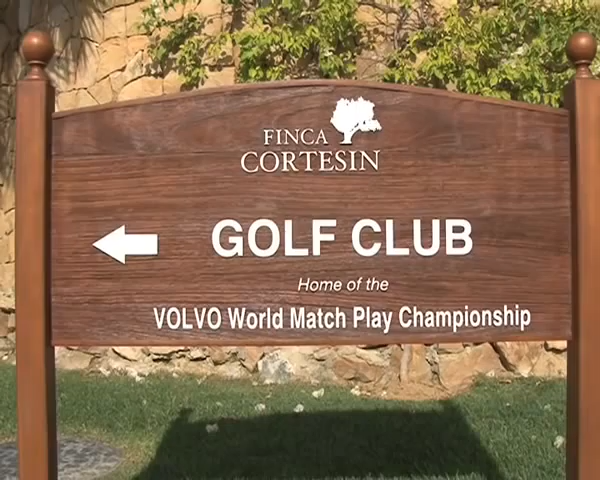 FINCA
CORTESIN
GOLF CLUB
Home of the
VOLVO World Match Play Championship